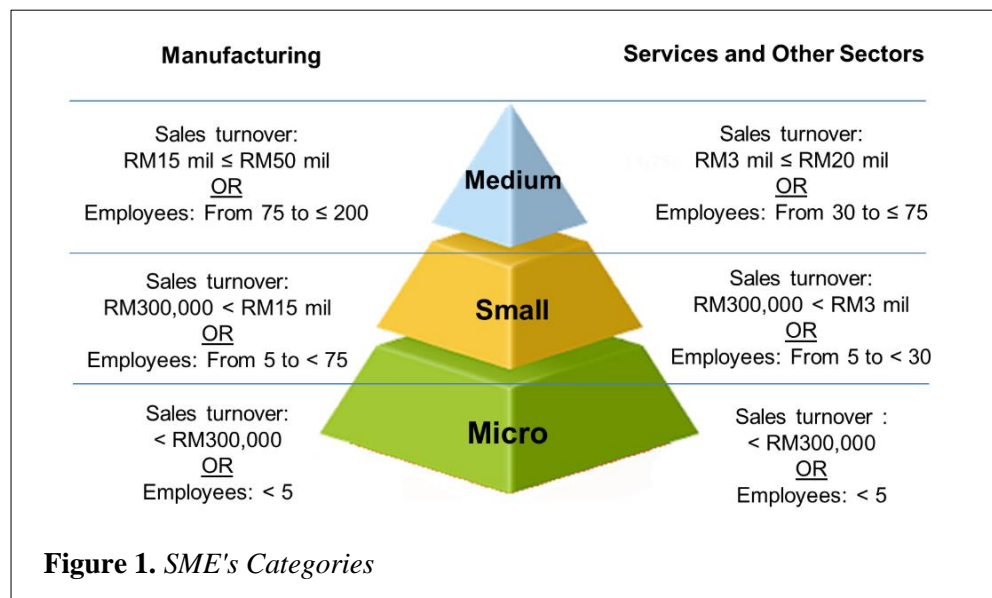 Manufacturing
Services and Other Sectors
Sales turnover:
RM15 mil ≤ RM50 mil
OR
Employees: From 75 to ≤ 200
Medium
Sales turnover:
RM3 mil ≤ RM20 mil
OR
Employees: From 30 to ≤ 75
Sales turnover:
RM300,000 < RM15 mil
OR
Employees: From 5 to < 75
Small
Sales turnover:
RM300,000 < RM3 mil
OR
Employees: From 5 to < 30
Sales turnover:
< RM300,000
OR
Employees: < 5
Micro
Sales turnover :
< RM300,000
OR
Employees: < 5
Figure 1. SME's Categories